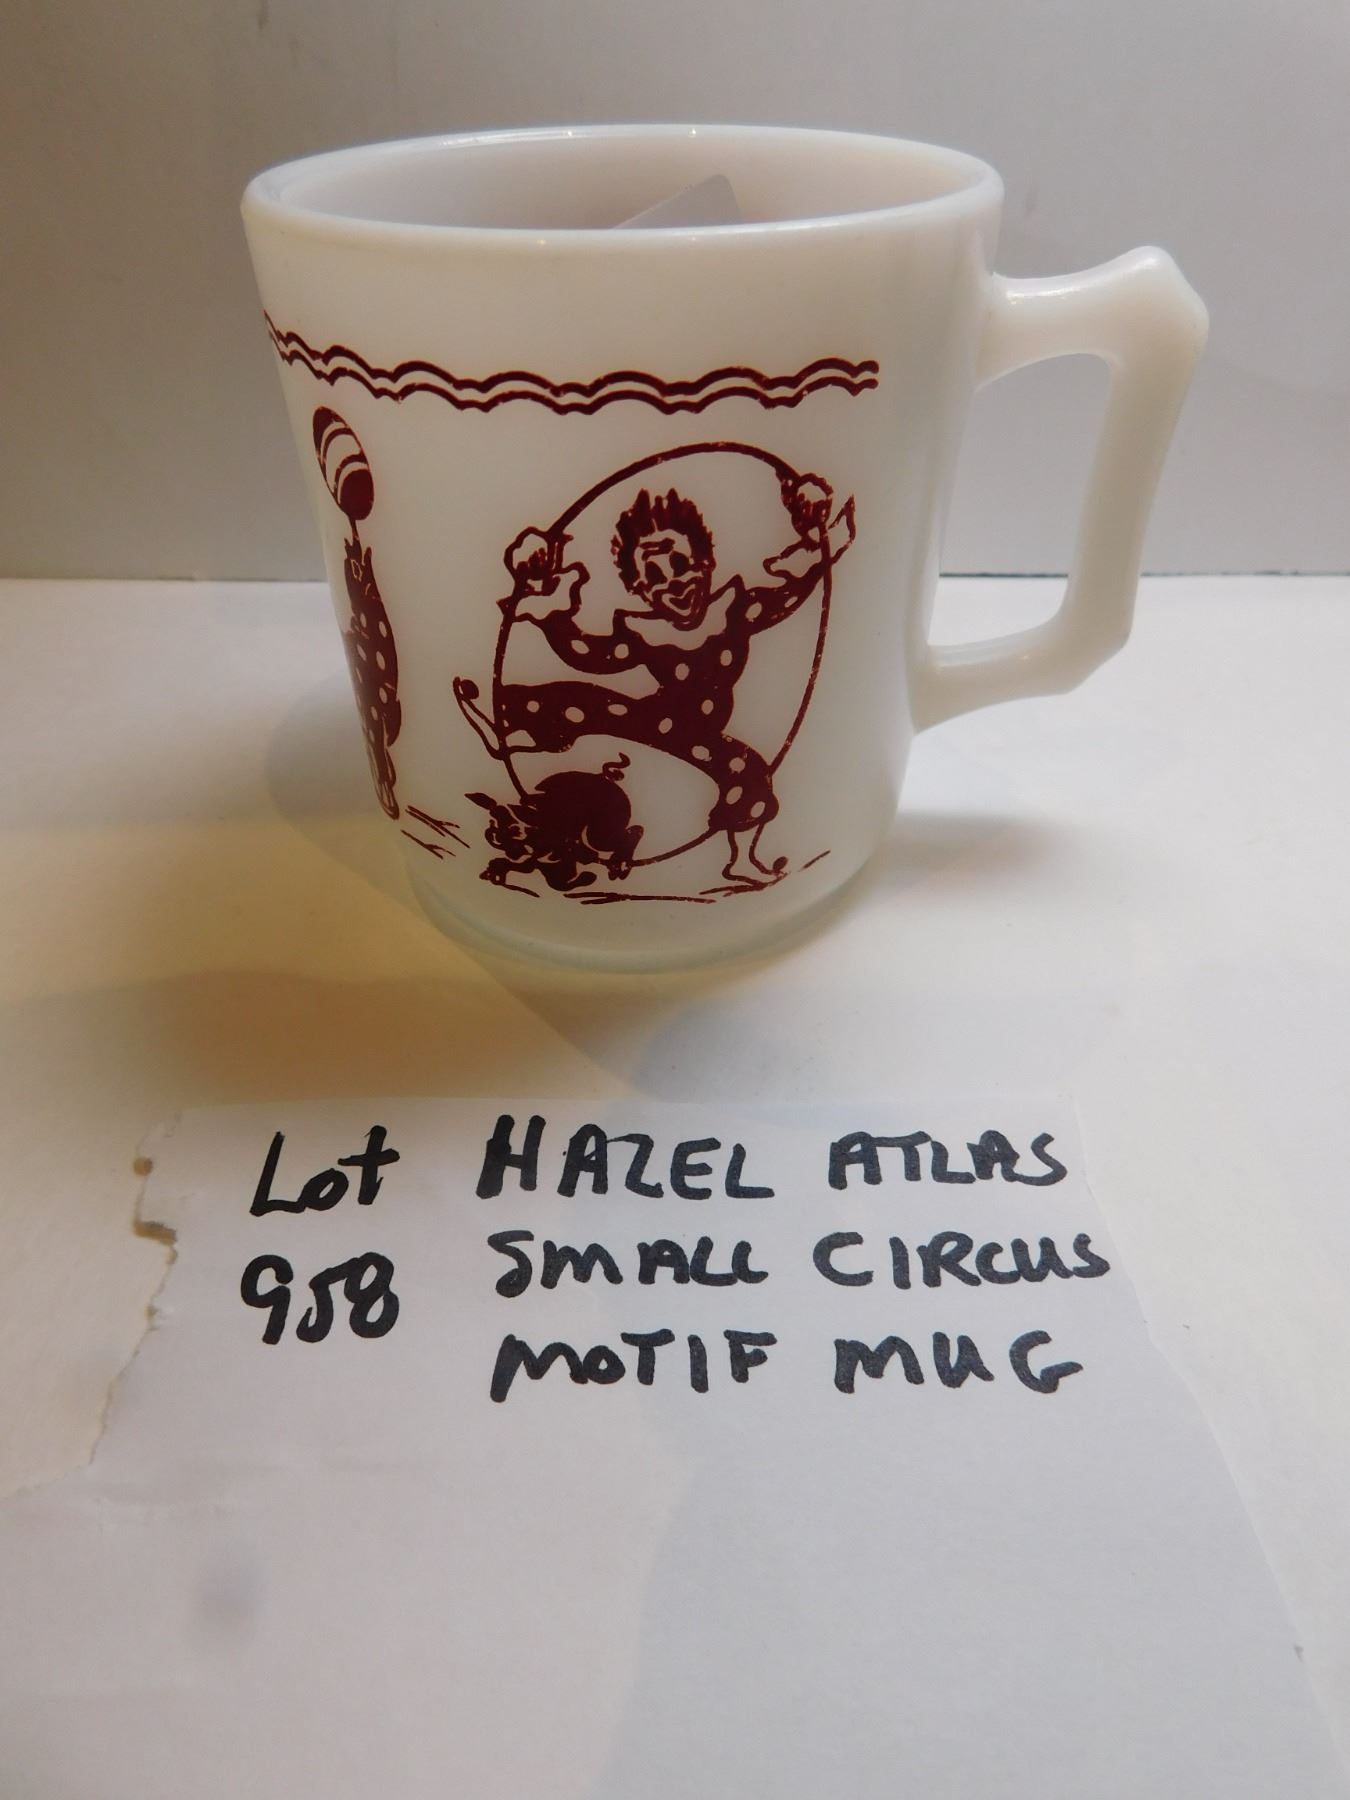 Lot HAZEL ATLAS
958 SMALL CIRCUS
MOTIF MUG